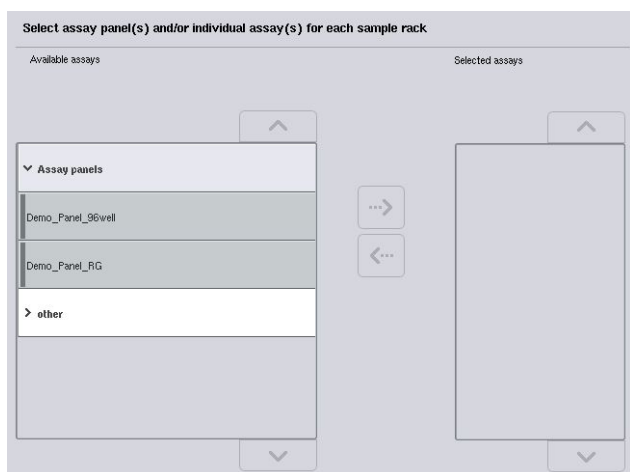 Select assay panel(s) and/or individual assay(s) for each sample rack
Available assays
Selected assays
Assay panels
Demo_Panel_96well
Demo_Panel_RG
other